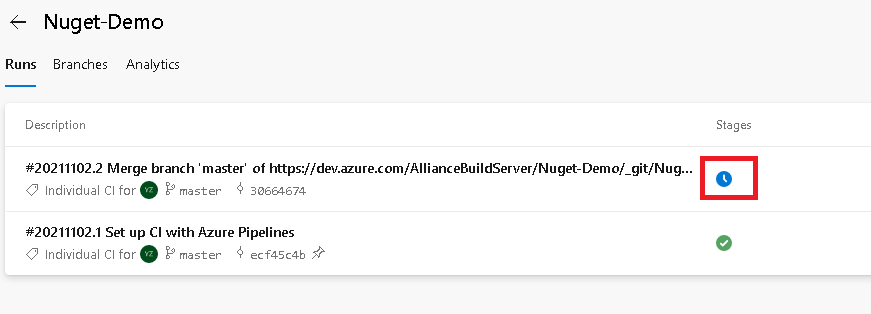 Nuget-Demo
Runs Branches Analytics
Description Stages
#20211102.2 Merge branch 'master' of https://dev.azure.com/AllianceBuildServer/Nuget-Demo/_git/Nug...
Individual CI for YZ master 30664674
#20211102.1 Set up CI with Azure Pipelines
Individual CI for YZ master ecf45c4b